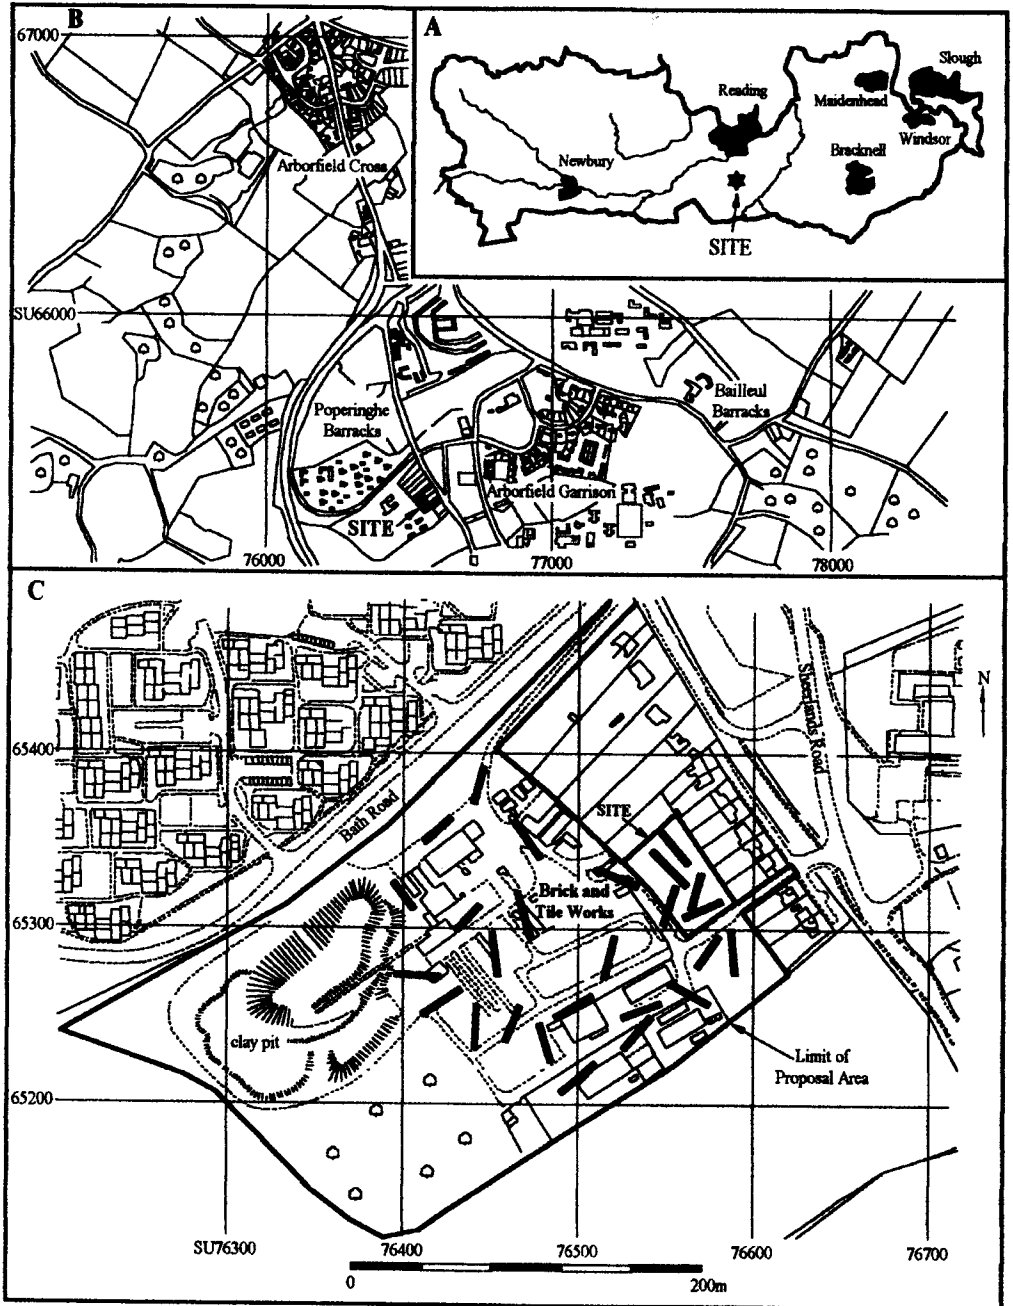 B
67000
Arborfield Cross
A
Slough
Reading
Maidenhead
Windsor
Bracknell
Newbury
SITE
SU66000
Poperinghe
Barracks
Bailleul
Barracks
Arborfield Garrison
SITE
76000
77000
78000
C
N
Sheerlands Road
65400
Bath Road
SITE
Brick and
Tile Works
65300
clay pit
Limit of
Proposal Area
65200
SU76300
76400
76500
76600
76700
0
200m